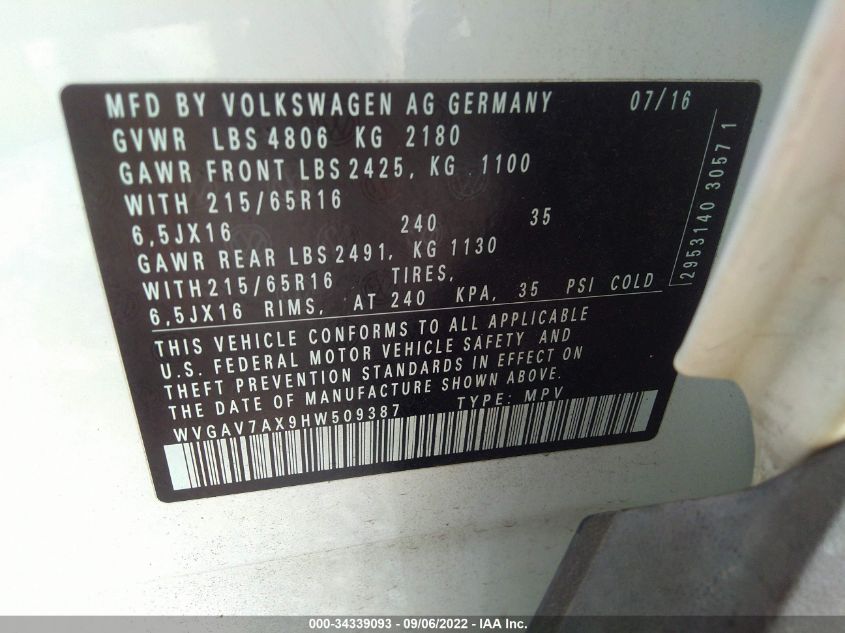 MFD BY VOLKSWAGEN AG GERMANY 07/16
GVWR LBS 4806 KG 2180
GAWR FRONT LBS 2425, KG 1100
WITH 215/65R16
6,5JX16 240 35
GAWR REAR LBS 2491, KG 1130
WITH 215/65R16 TIRES,
6,5JX16 RIMS, AT 240 KPA, 35 PSI COLD
THIS VEHICLE CONFORMS TO ALL APPLICABLE
U.S. FEDERAL MOTOR VEHICLE SAFETY AND
THEFT PREVENTION STANDARDS IN EFFECT ON
THE DATE OF MANUFACTURE SHOWN ABOVE.
WVGAV7AX9HW509387 TYPE: MPV
2953140 30571
000-34339093 - 09/06/2022 - IAA Inc.